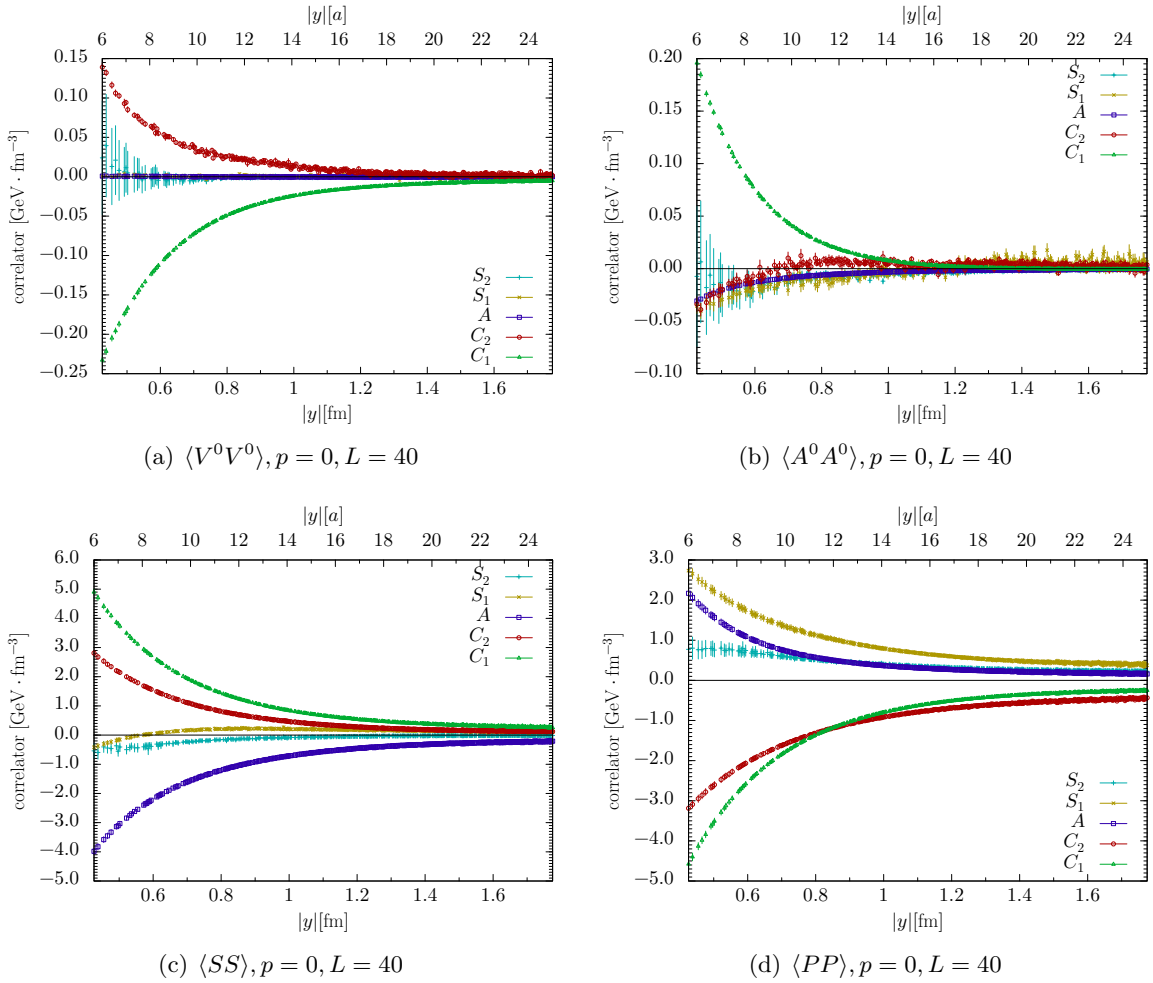 |y|[a]
6 8 10 12 14 16 18 20 22 24
0.15
0.10
0.05
0.00
−0.05
−0.10
−0.15
−0.20
−0.25
correlator [GeV · fm⁻³]
S₂
S₁
A
C₂
C₁
0.6 0.8 1 1.2 1.4 1.6
|y|[fm]
(a) ⟨V⁰V⁰⟩, p = 0, L = 40
|y|[a]
6 8 10 12 14 16 18 20 22 24
0.20
0.15
0.10
0.05
0.00
−0.05
−0.10
correlator [GeV · fm⁻³]
S₂
S₁
A
C₂
C₁
0.6 0.8 1 1.2 1.4 1.6
|y|[fm]
(b) ⟨A⁰A⁰⟩, p = 0, L = 40
|y|[a]
6 8 10 12 14 16 18 20 22 24
6.0
5.0
4.0
3.0
2.0
1.0
0.0
−1.0
−2.0
−3.0
−4.0
−5.0
correlator [GeV · fm⁻³]
S₂
S₁
A
C₂
C₁
0.6 0.8 1 1.2 1.4 1.6
|y|[fm]
(c) ⟨SS⟩, p = 0, L = 40
|y|[a]
6 8 10 12 14 16 18 20 22 24
3.0
2.0
1.0
0.0
−1.0
−2.0
−3.0
−4.0
−5.0
correlator [GeV · fm⁻³]
S₂
S₁
A
C₂
C₁
0.6 0.8 1 1.2 1.4 1.6
|y|[fm]
(d) ⟨PP⟩, p = 0, L = 40